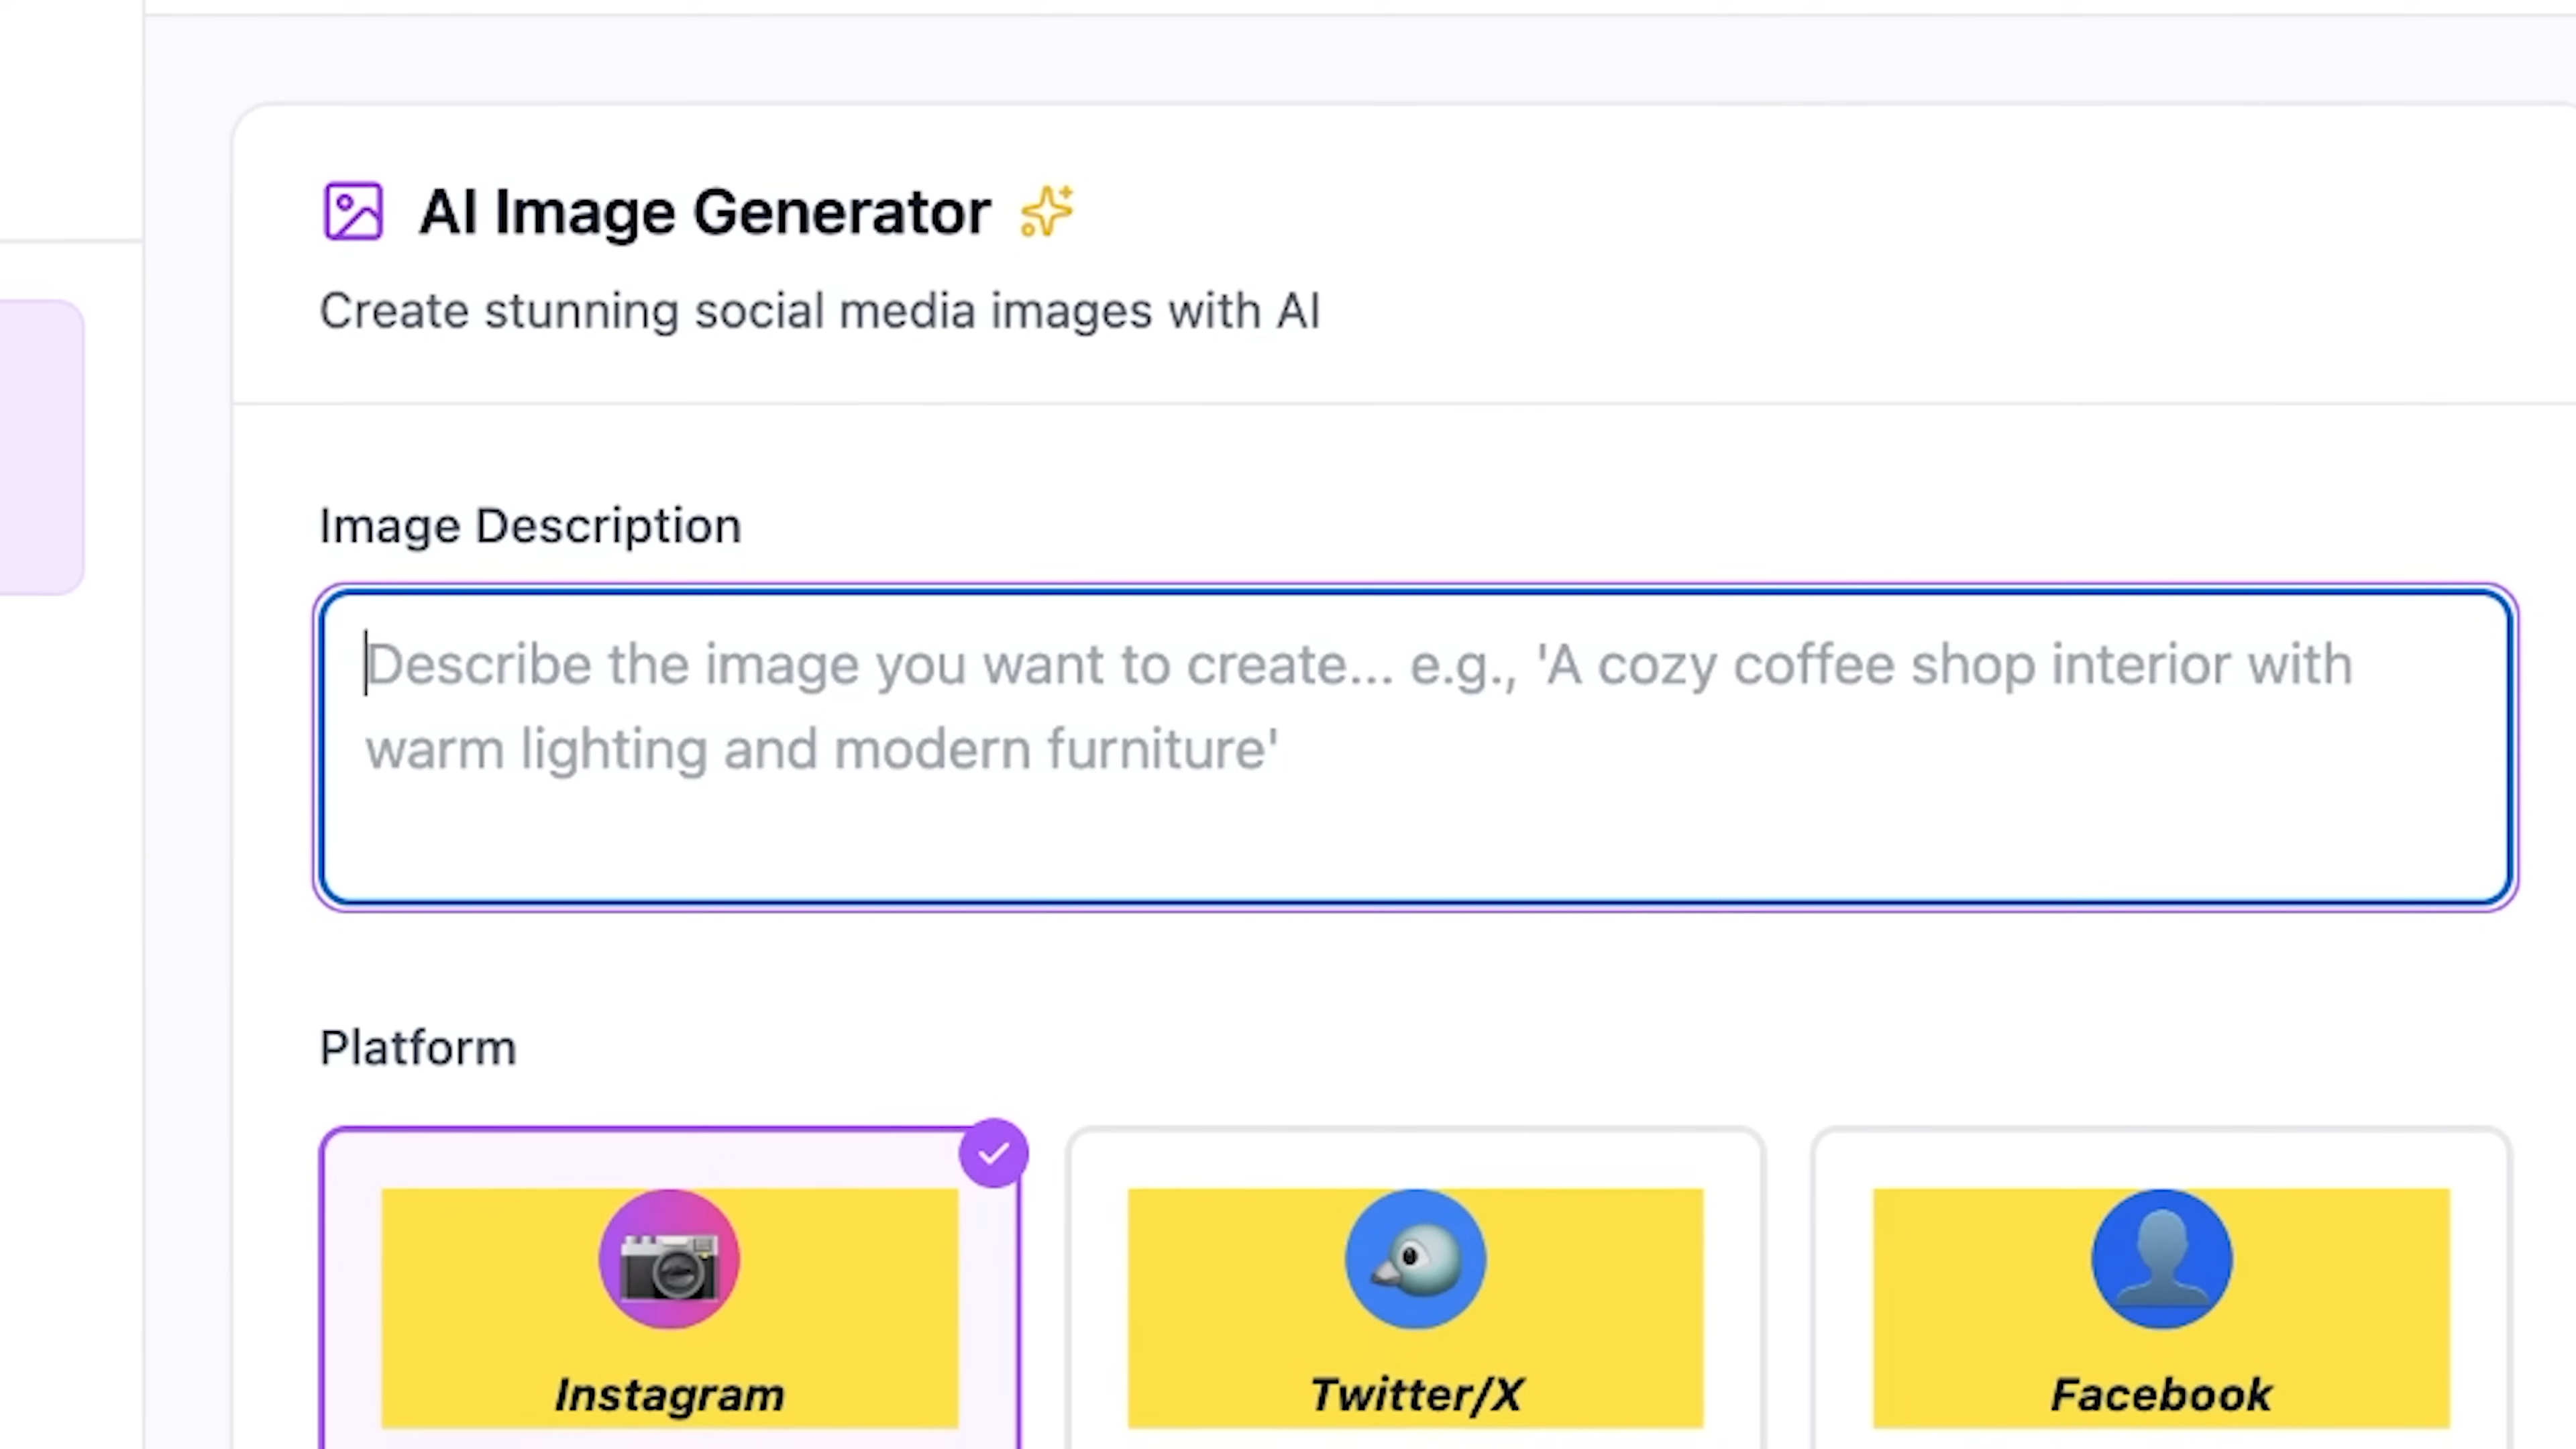 AI Image Generator
Create stunning social media images with AI
Image Description
Describe the image you want to create... e.g., 'A cozy coffee shop interior with
warm lighting and modern furniture'
Platform
Instagram
Twitter/X
Facebook